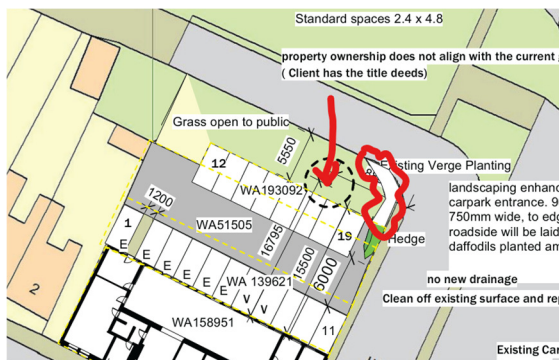 Standard spaces 2.4 x 4.8
property ownership does not align with the current
( Client has the title deeds)
Grass open to public
5550
12
Existing Verge Planting
WA193092
landscaping enhanc
carpark entrance. 9
750mm wide, to edg
roadside will be laid
daffodils planted am
1200
1
WA51505
16795
19
Hedge
E
E
E
E
E
15500
6000
WA 139621
V
V
no new drainage
Clean off existing surface and re
2
WA158951
11
Existing Car